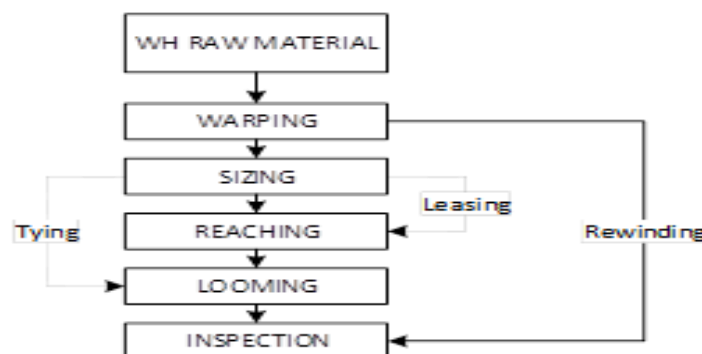 WH RAW MATERIAL
WARPING
SIZING
Leasing
Tying
REACHING
Rewinding
LOOMING
INSPECTION